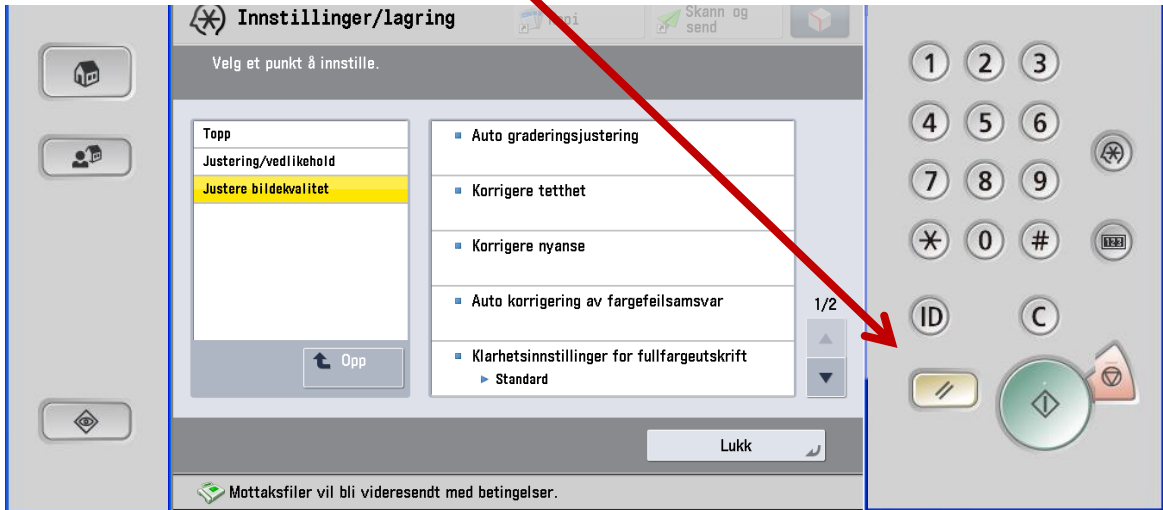 Innstillinger/lagring
Kopi
Skann og
send
Velg et punkt å innstille.
Topp
Justering/vedlikehold
Justere bildekvalitet
Opp
Auto graderingsjustering
Korrigere tetthet
Korrigere nyanse
Auto korrigering av fargefeilsamsvar
Klarhetsinnstillinger for fullfargeutskrift
Standard
1/2
Lukk
Mottaksfiler vil bli videresendt med betingelser.
1 2 3
4 5 6
7 8 9
* 0 #
123
ID C